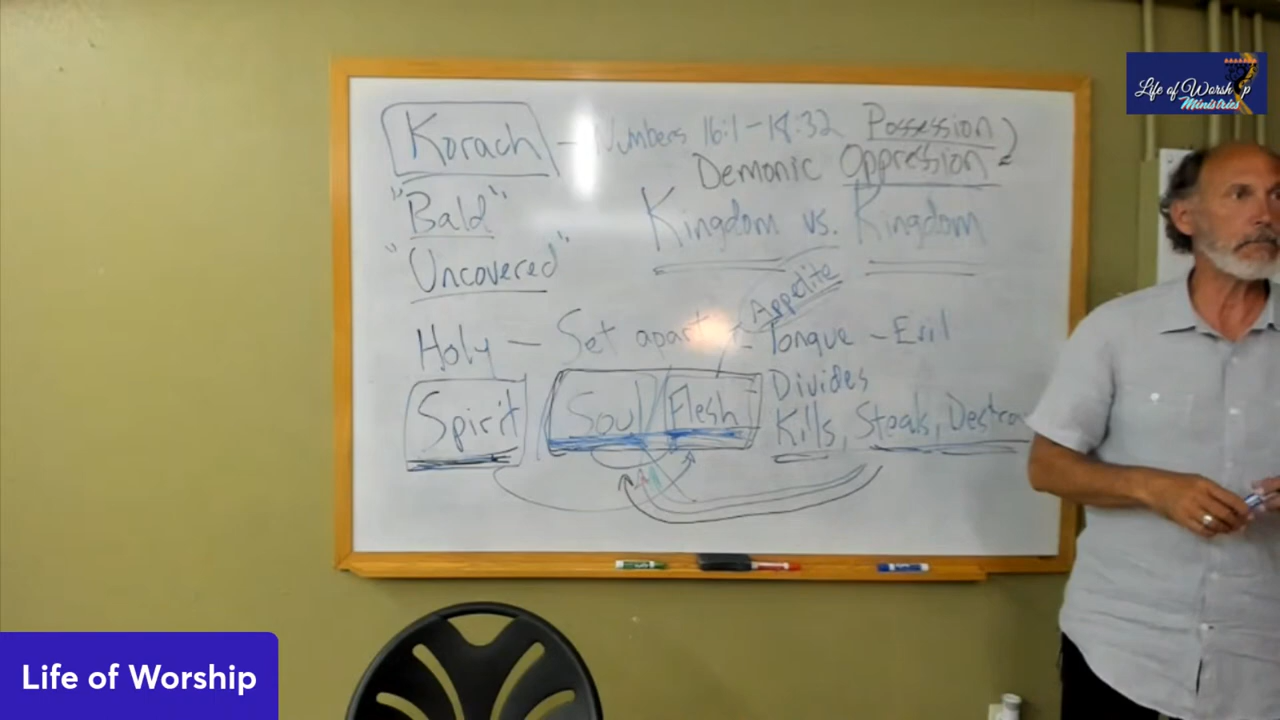 Life of Worship
Ministries
Korach - Numbers 16:1-18:32 Possession
Demonic Oppression
"Bald"
Kingdom vs. Kingdom
"Uncovered"
Appetite
Holy - Set apart - Tongue - Evil
- Divides
Spirit Soul Flesh
Kills, Steals, Destro
Life of Worship